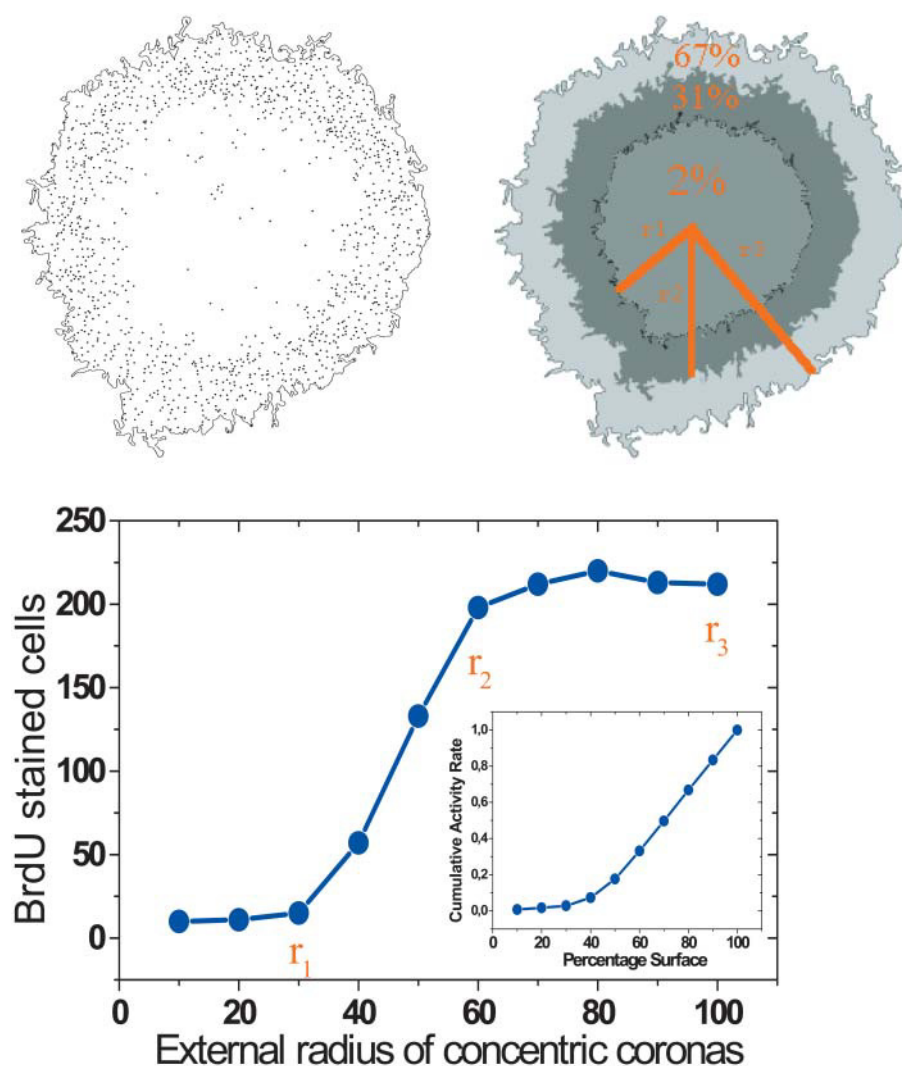 67%
31%
2%
r1
r2
r3
250
200
150
100
50
0
BrdU stained cells
r1
r2
r3
0 20 40 60 80 100
External radius of concentric coronas
1,0
0,8
0,6
0,4
0,2
0,0
Cumulative Activity Rate
0 20 40 60 80 100
Percentage Surface